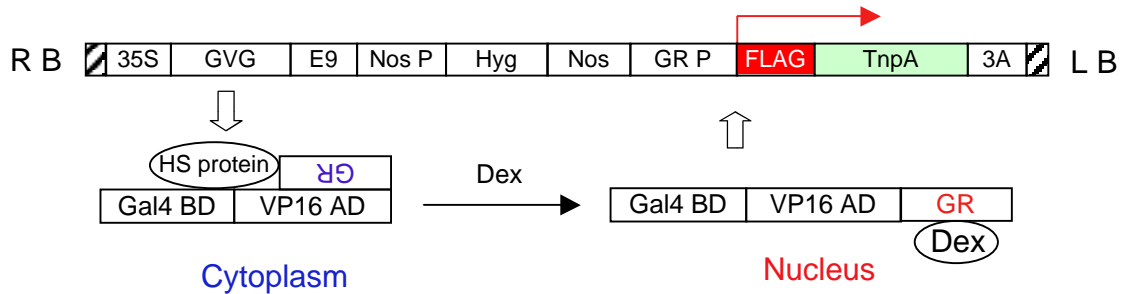 R B 35S GVG E9 Nos P Hyg Nos GR P FLAG TnpA 3A L B
HS protein GR Dex
Gal4 BD VP16 AD Gal4 BD VP16 AD GR
Dex
Cytoplasm Nucleus